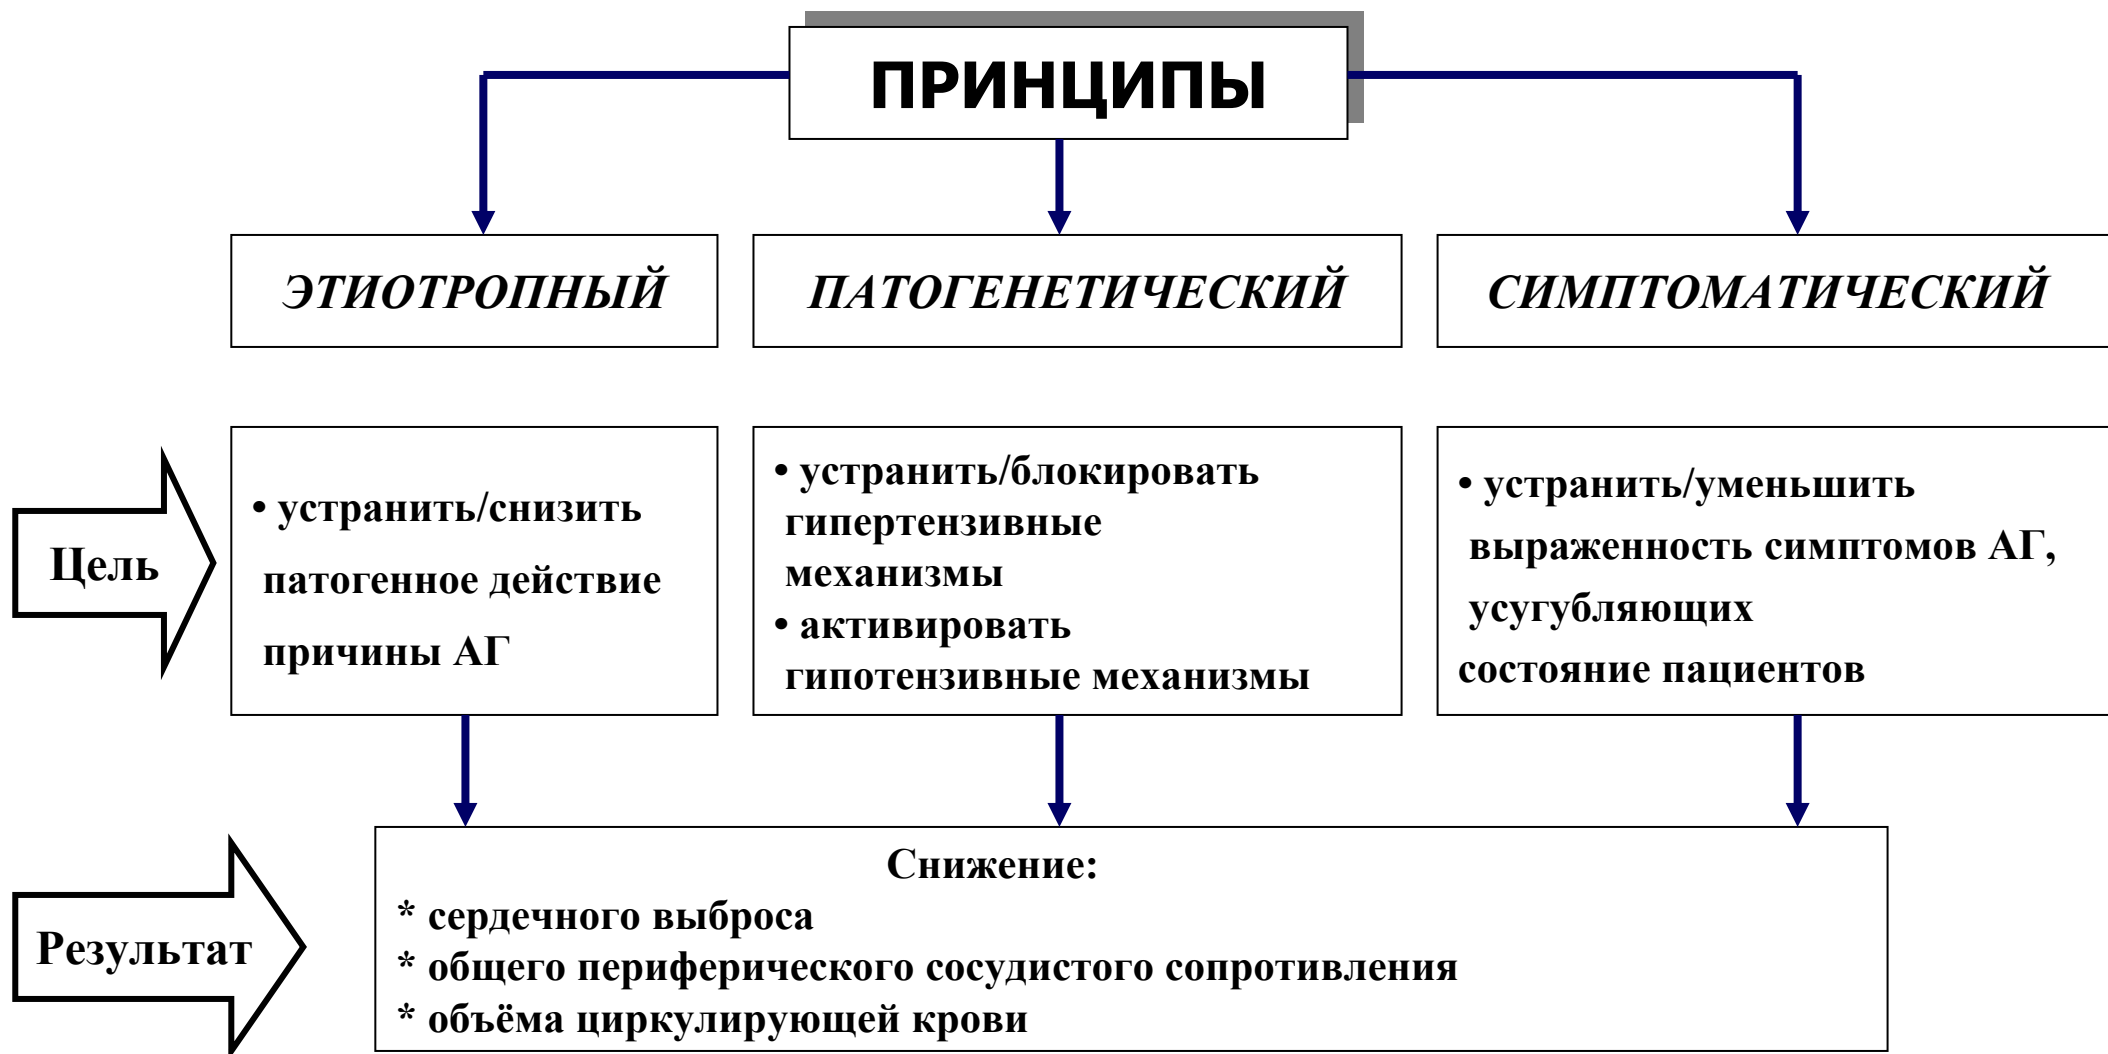 ПРИНЦИПЫ
ЭТИОТРОПНЫЙ
ПАТОГЕНЕТИЧЕСКИЙ
СИМПТОМАТИЧЕСКИЙ
Цель
• устранить/снизить
патогенное действие
причины АГ
• устранить/блокировать
гипертензивные
механизмы
• активировать
гипотензивные механизмы
• устранить/уменьшить
выраженность симптомов АГ,
усугубляющих
состояние пациентов
Результат
Снижение:
* сердечного выброса
* общего периферического сосудистого сопротивления
* объёма циркулирующей крови